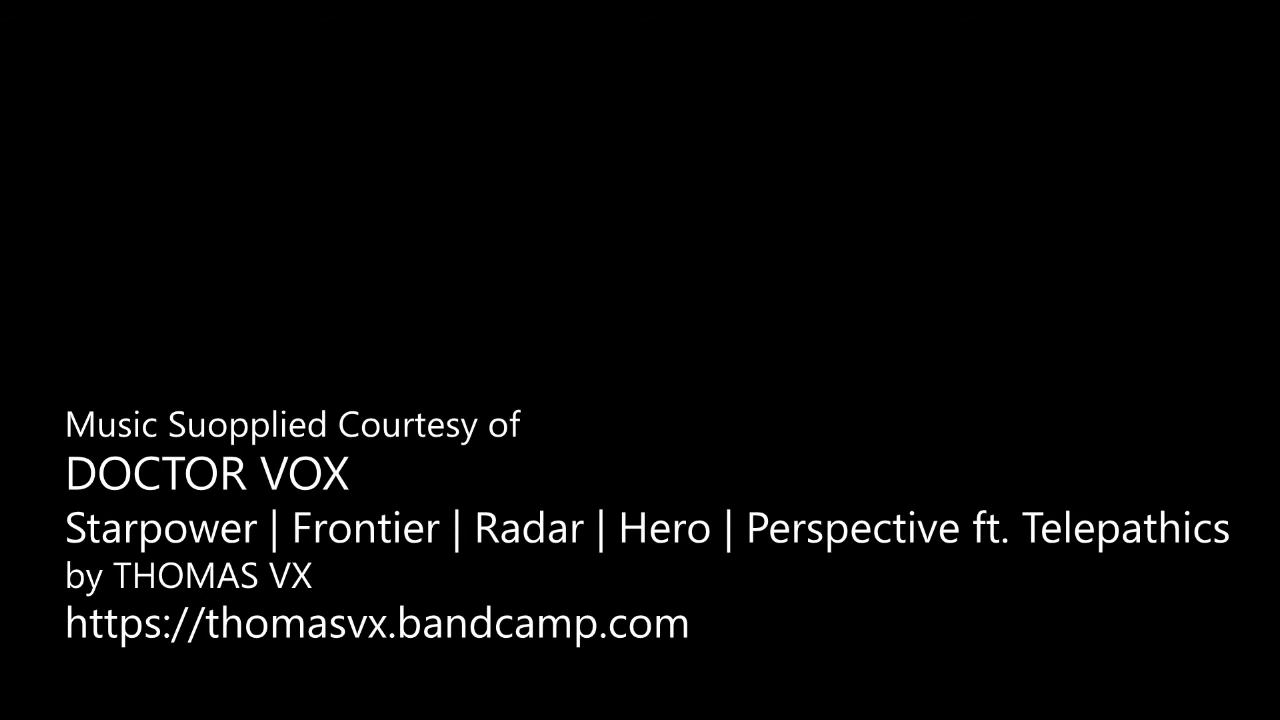 Music Suopplied Courtesy of
DOCTOR VOX
Starpower | Frontier | Radar | Hero | Perspective ft. Telepathics
by THOMAS VX
https://thomasvx.bandcamp.com